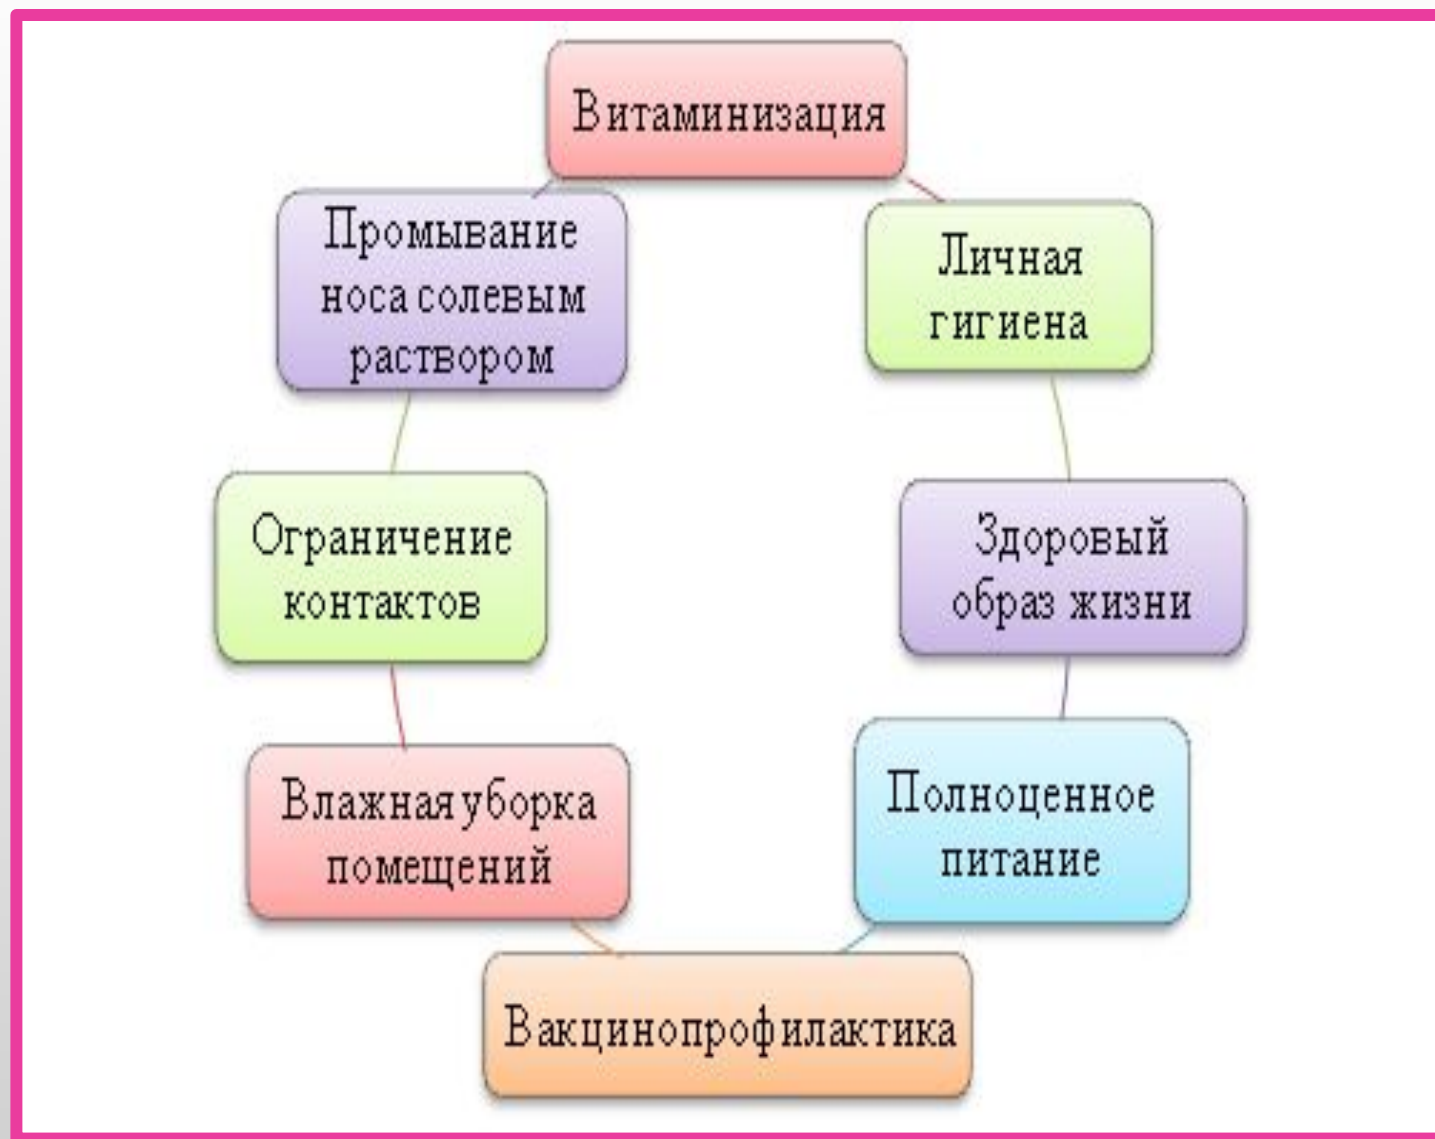 Витаминизация
Промывание
носа солевым
раствором
Личная
гигиена
Ограничение
контактов
Здоровый
образ жизни
Влажная уборка
помещений
Полноценное
питание
Вакцинопрофилактика